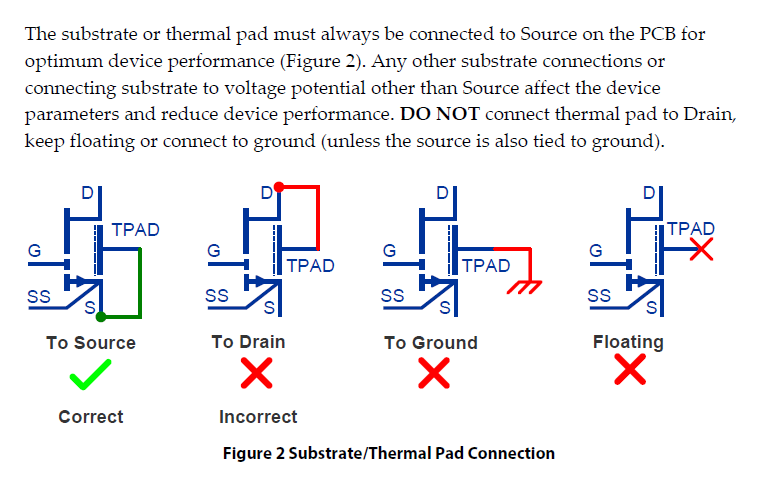 The substrate or thermal pad must always be connected to Source on the PCB for
optimum device performance (Figure 2). Any other substrate connections or
connecting substrate to voltage potential other than Source affect the device
parameters and reduce device performance. DO NOT connect thermal pad to Drain,
keep floating or connect to ground (unless the source is also tied to ground).
D D D D
TPAD TPAD TPAD TPAD
G G G G
SS SS SS SS
S S S S
To Source To Drain To Ground Floating
Correct Incorrect
Figure 2 Substrate/Thermal Pad Connection